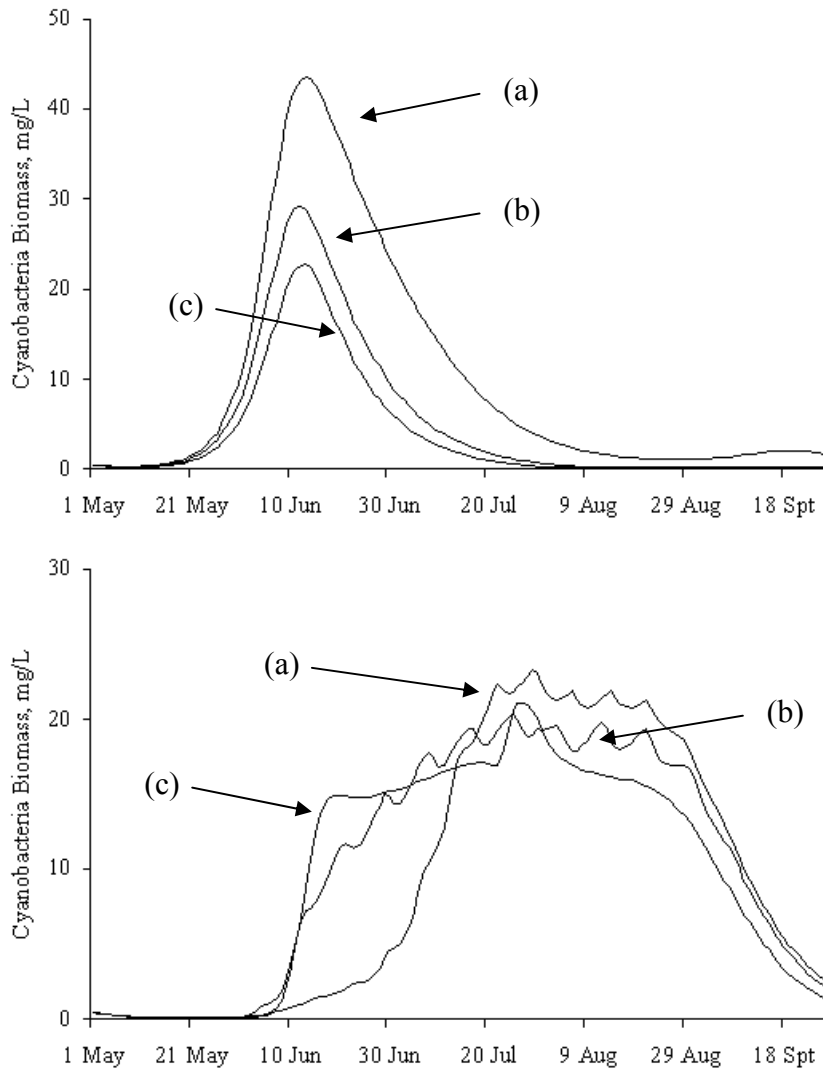 Cyanobacteria Biomass, mg/L
50
40
30
20
10
0
(a)
(b)
(c)
1 May 21 May 10 Jun 30 Jun 20 Jul 9 Aug 29 Aug 18 Spt
Cyanobacteria Biomass, mg/L
30
20
10
0
(a)
(b)
(c)
1 May 21 May 10 Jun 30 Jun 20 Jul 9 Aug 29 Aug 18 Spt